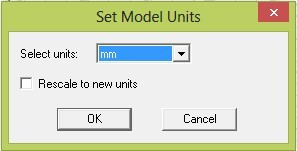 Set Model Units
Select units: mm
Rescale to new units
OK Cancel